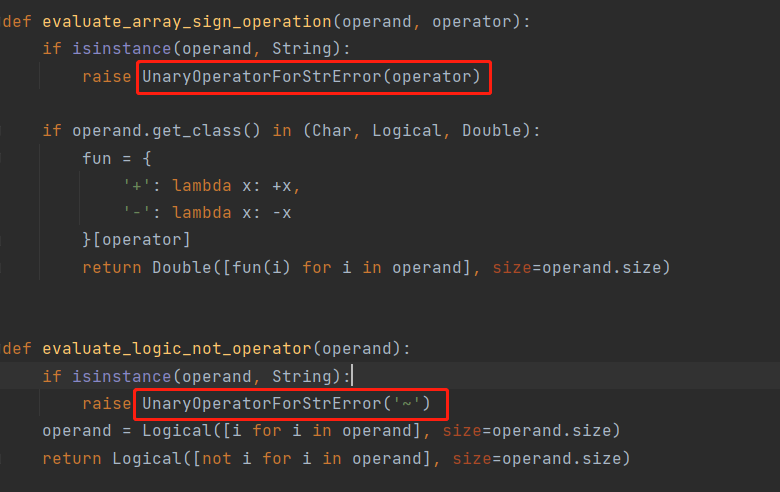 def evaluate_array_sign_operation(operand, operator):
    if isinstance(operand, String):
        raise UnaryOperatorForStrError(operator)
    if operand.get_class() in (Char, Logical, Double):
        fun = {
            '+': lambda x: +x,
            '-': lambda x: -x
        }[operator]
        return Double([fun(i) for i in operand], size=operand.size)
def evaluate_logic_not_operator(operand):
    if isinstance(operand, String):
        raise UnaryOperatorForStrError('~')
    operand = Logical([i for i in operand], size=operand.size)
    return Logical([not i for i in operand], size=operand.size)